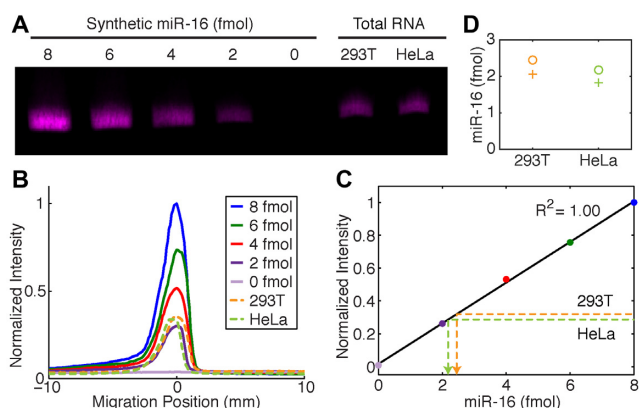 A
Synthetic miR-16 (fmol)
Total RNA
8 6 4 2 0 293T HeLa
D
miR-16 (fmol)
3
2
1
0
293T HeLa
B
Normalized Intensity
1
0.5
0
-10 0 10
Migration Position (mm)
8 fmol
6 fmol
4 fmol
2 fmol
0 fmol
293T
HeLa
C
Normalized Intensity
1
0.8
0.6
0.4
0.2
0
R2 = 1.00
293T
HeLa
0 2 4 6 8
miR-16 (fmol)